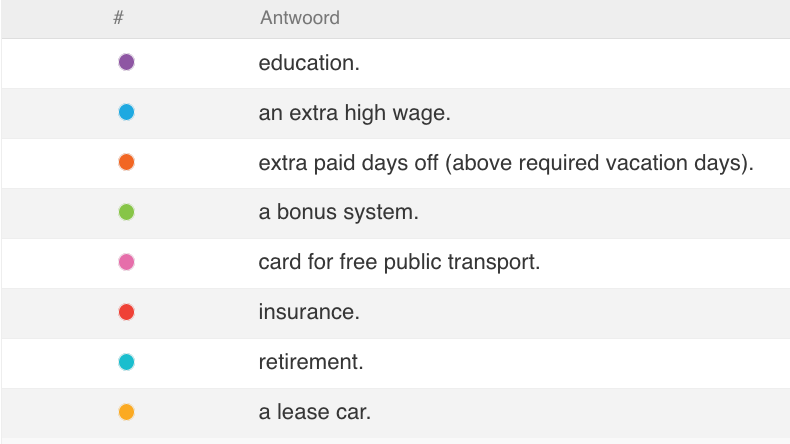 # Antwoord
education.
an extra high wage.
extra paid days off (above required vacation days).
a bonus system.
card for free public transport.
insurance.
retirement.
a lease car.